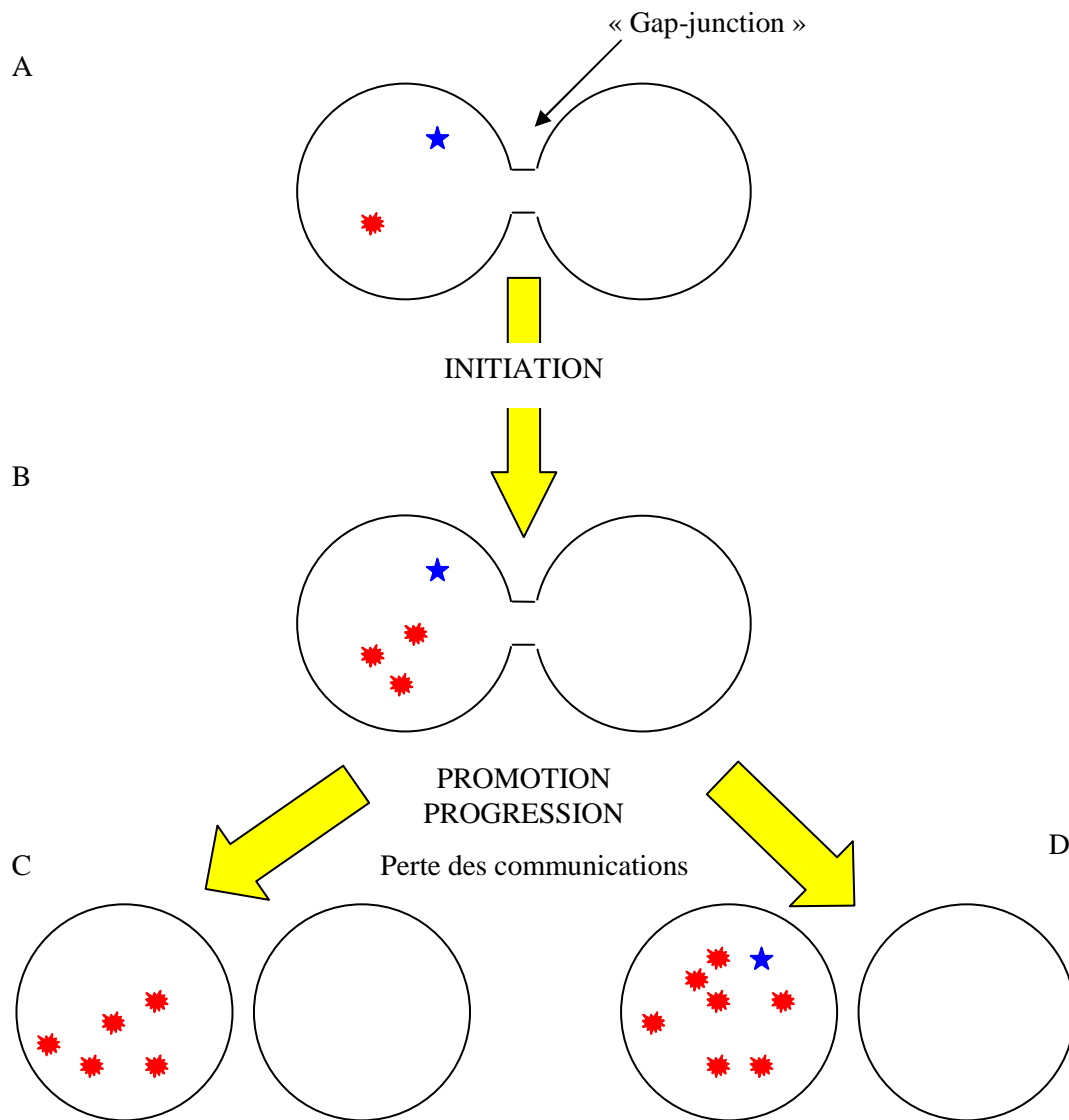 « Gap-junction »
A
INITIATION
B
PROMOTION
PROGRESSION
Perte des communications
C
D